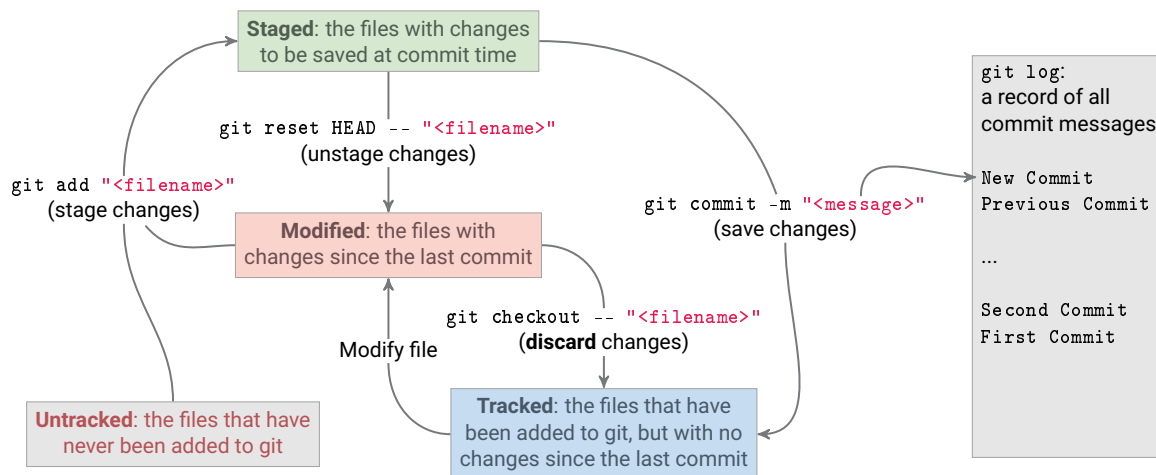 Staged: the files with changes
to be saved at commit time
git reset HEAD -- "<filename>"
(unstage changes)
git add "<filename>"
(stage changes)
Modified: the files with
changes since the last commit
git commit -m "<message>"
(save changes)
git checkout -- "<filename>"
(discard changes)
Modify file
Untracked: the files that have
never been added to git
Tracked: the files that have
been added to git, but with no
changes since the last commit
git log:
a record of all
commit messages
New Commit
Previous Commit
...
Second Commit
First Commit